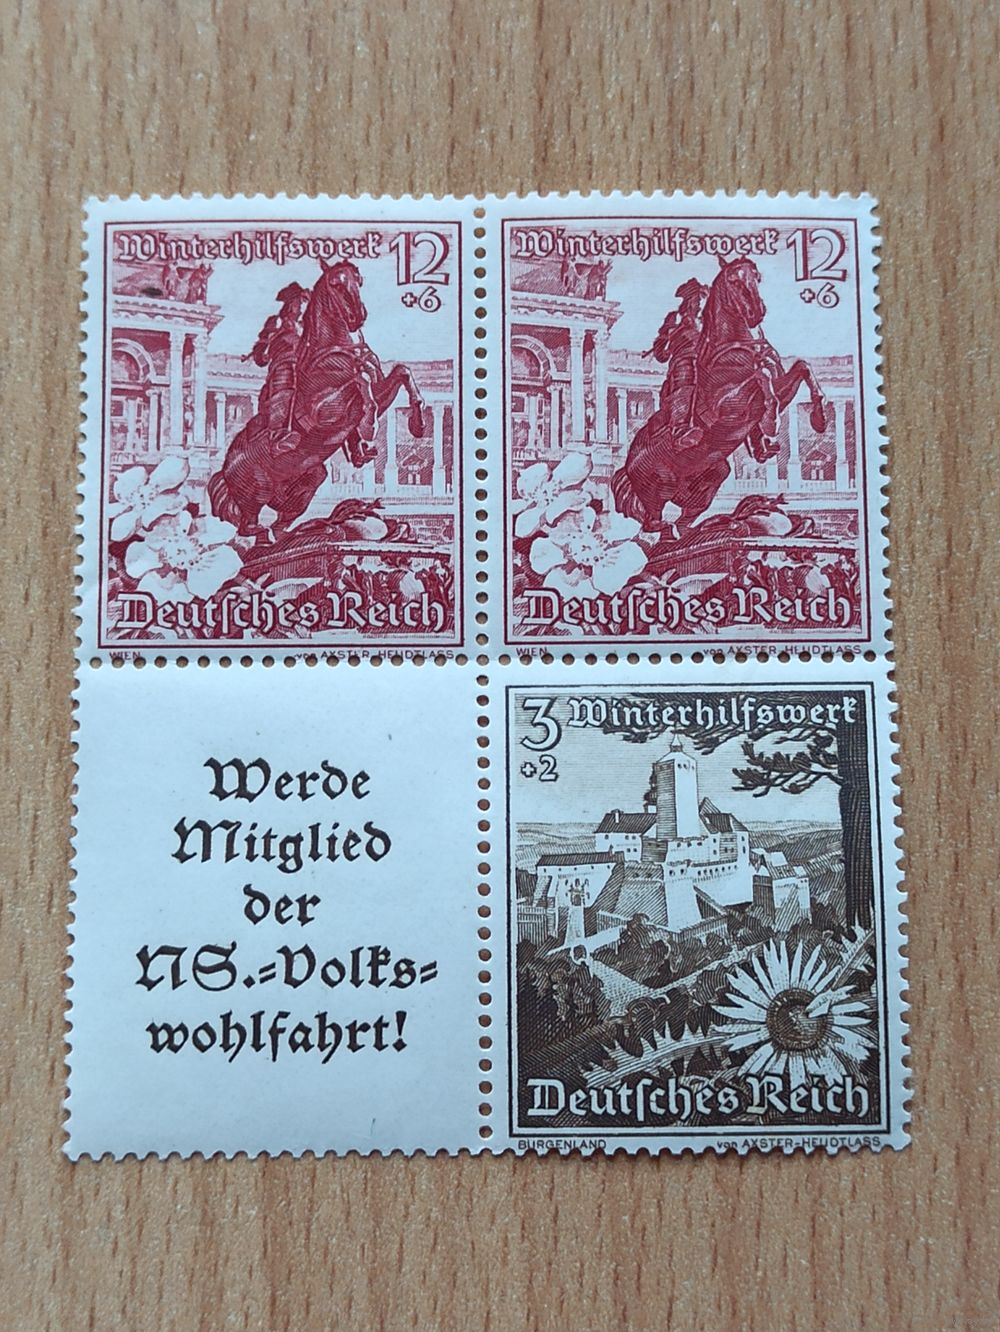 Winterhilfswerk 12
+6
Deutsches Reich
WIEN von AXSTER-HEUDTLASS
Winterhilfswerk 12
+6
Deutsches Reich
WIEN von AXSTER-HEUDTLASS
Werde
Mitglied
der
NS.=Volks=
wohlfahrt!
3 Winterhilfswerk
+2
Deutsches Reich
BURGENLAND von AXSTER-HEUDTLASS